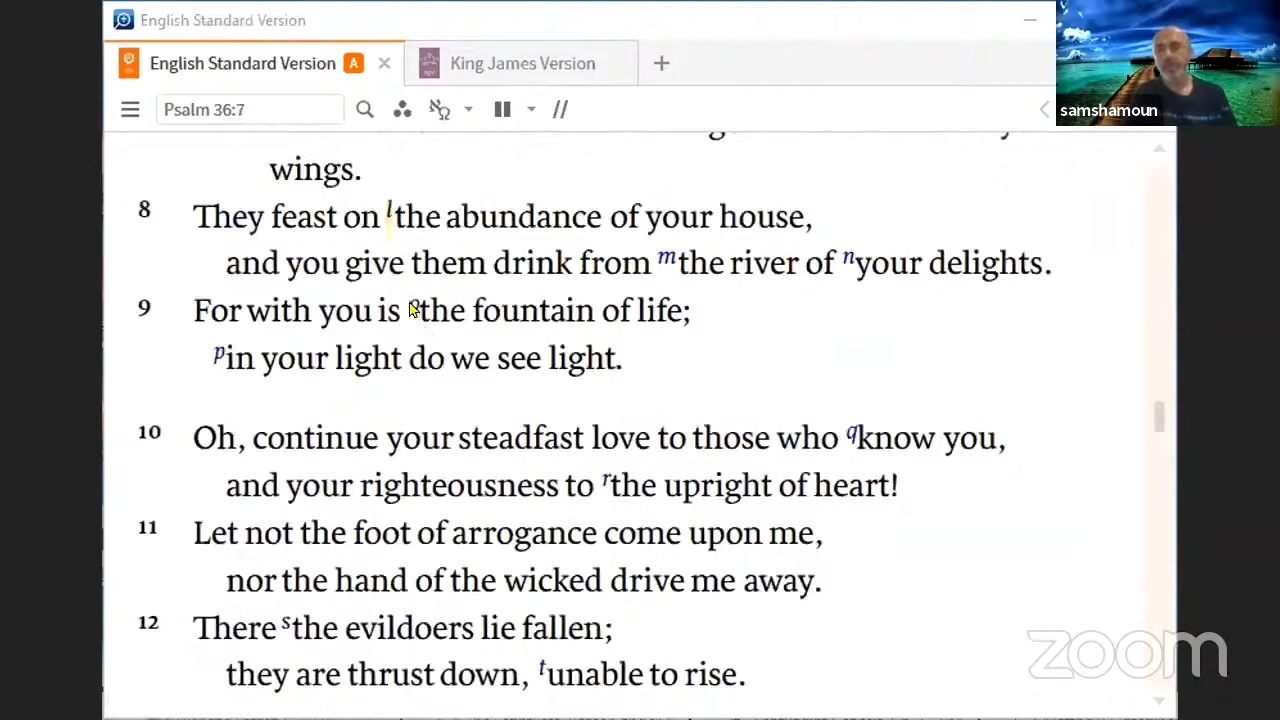 English Standard Version
English Standard Version A
King James Version
Psalm 36:7
samshamoun
wings.
8 They feast on l the abundance of your house,
and you give them drink from m the river of n your delights.
9 For with you is the fountain of life;
p in your light do we see light.
10 Oh, continue your steadfast love to those who q know you,
and your righteousness to r the upright of heart!
11 Let not the foot of arrogance come upon me,
nor the hand of the wicked drive me away.
12 There s the evildoers lie fallen;
they are thrust down, t unable to rise.
zoom